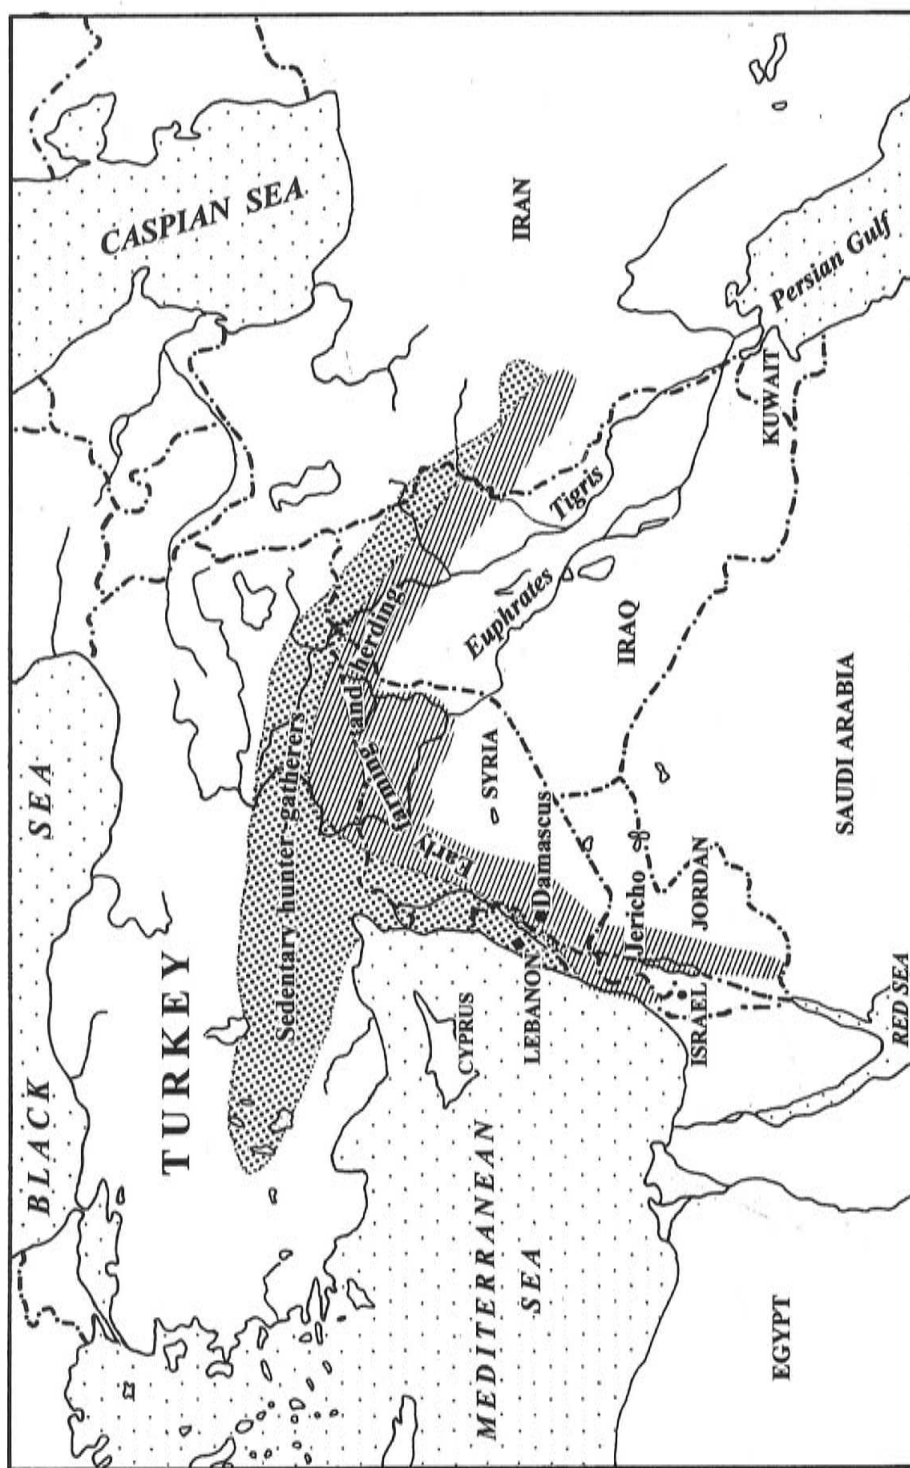 BLACK SEA
CASPIAN SEA
TURKEY
Sedentary hunter-gatherers
Early farming and herding
IRAN
CYPRUS
SYRIA
Tigris
Euphrates
MEDITERRANEAN
SEA
LEBANON
Damascus
IRAQ
Jericho
ISRAEL
JORDAN
KUWAIT
Persian Gulf
EGYPT
SAUDI ARABIA
RED SEA